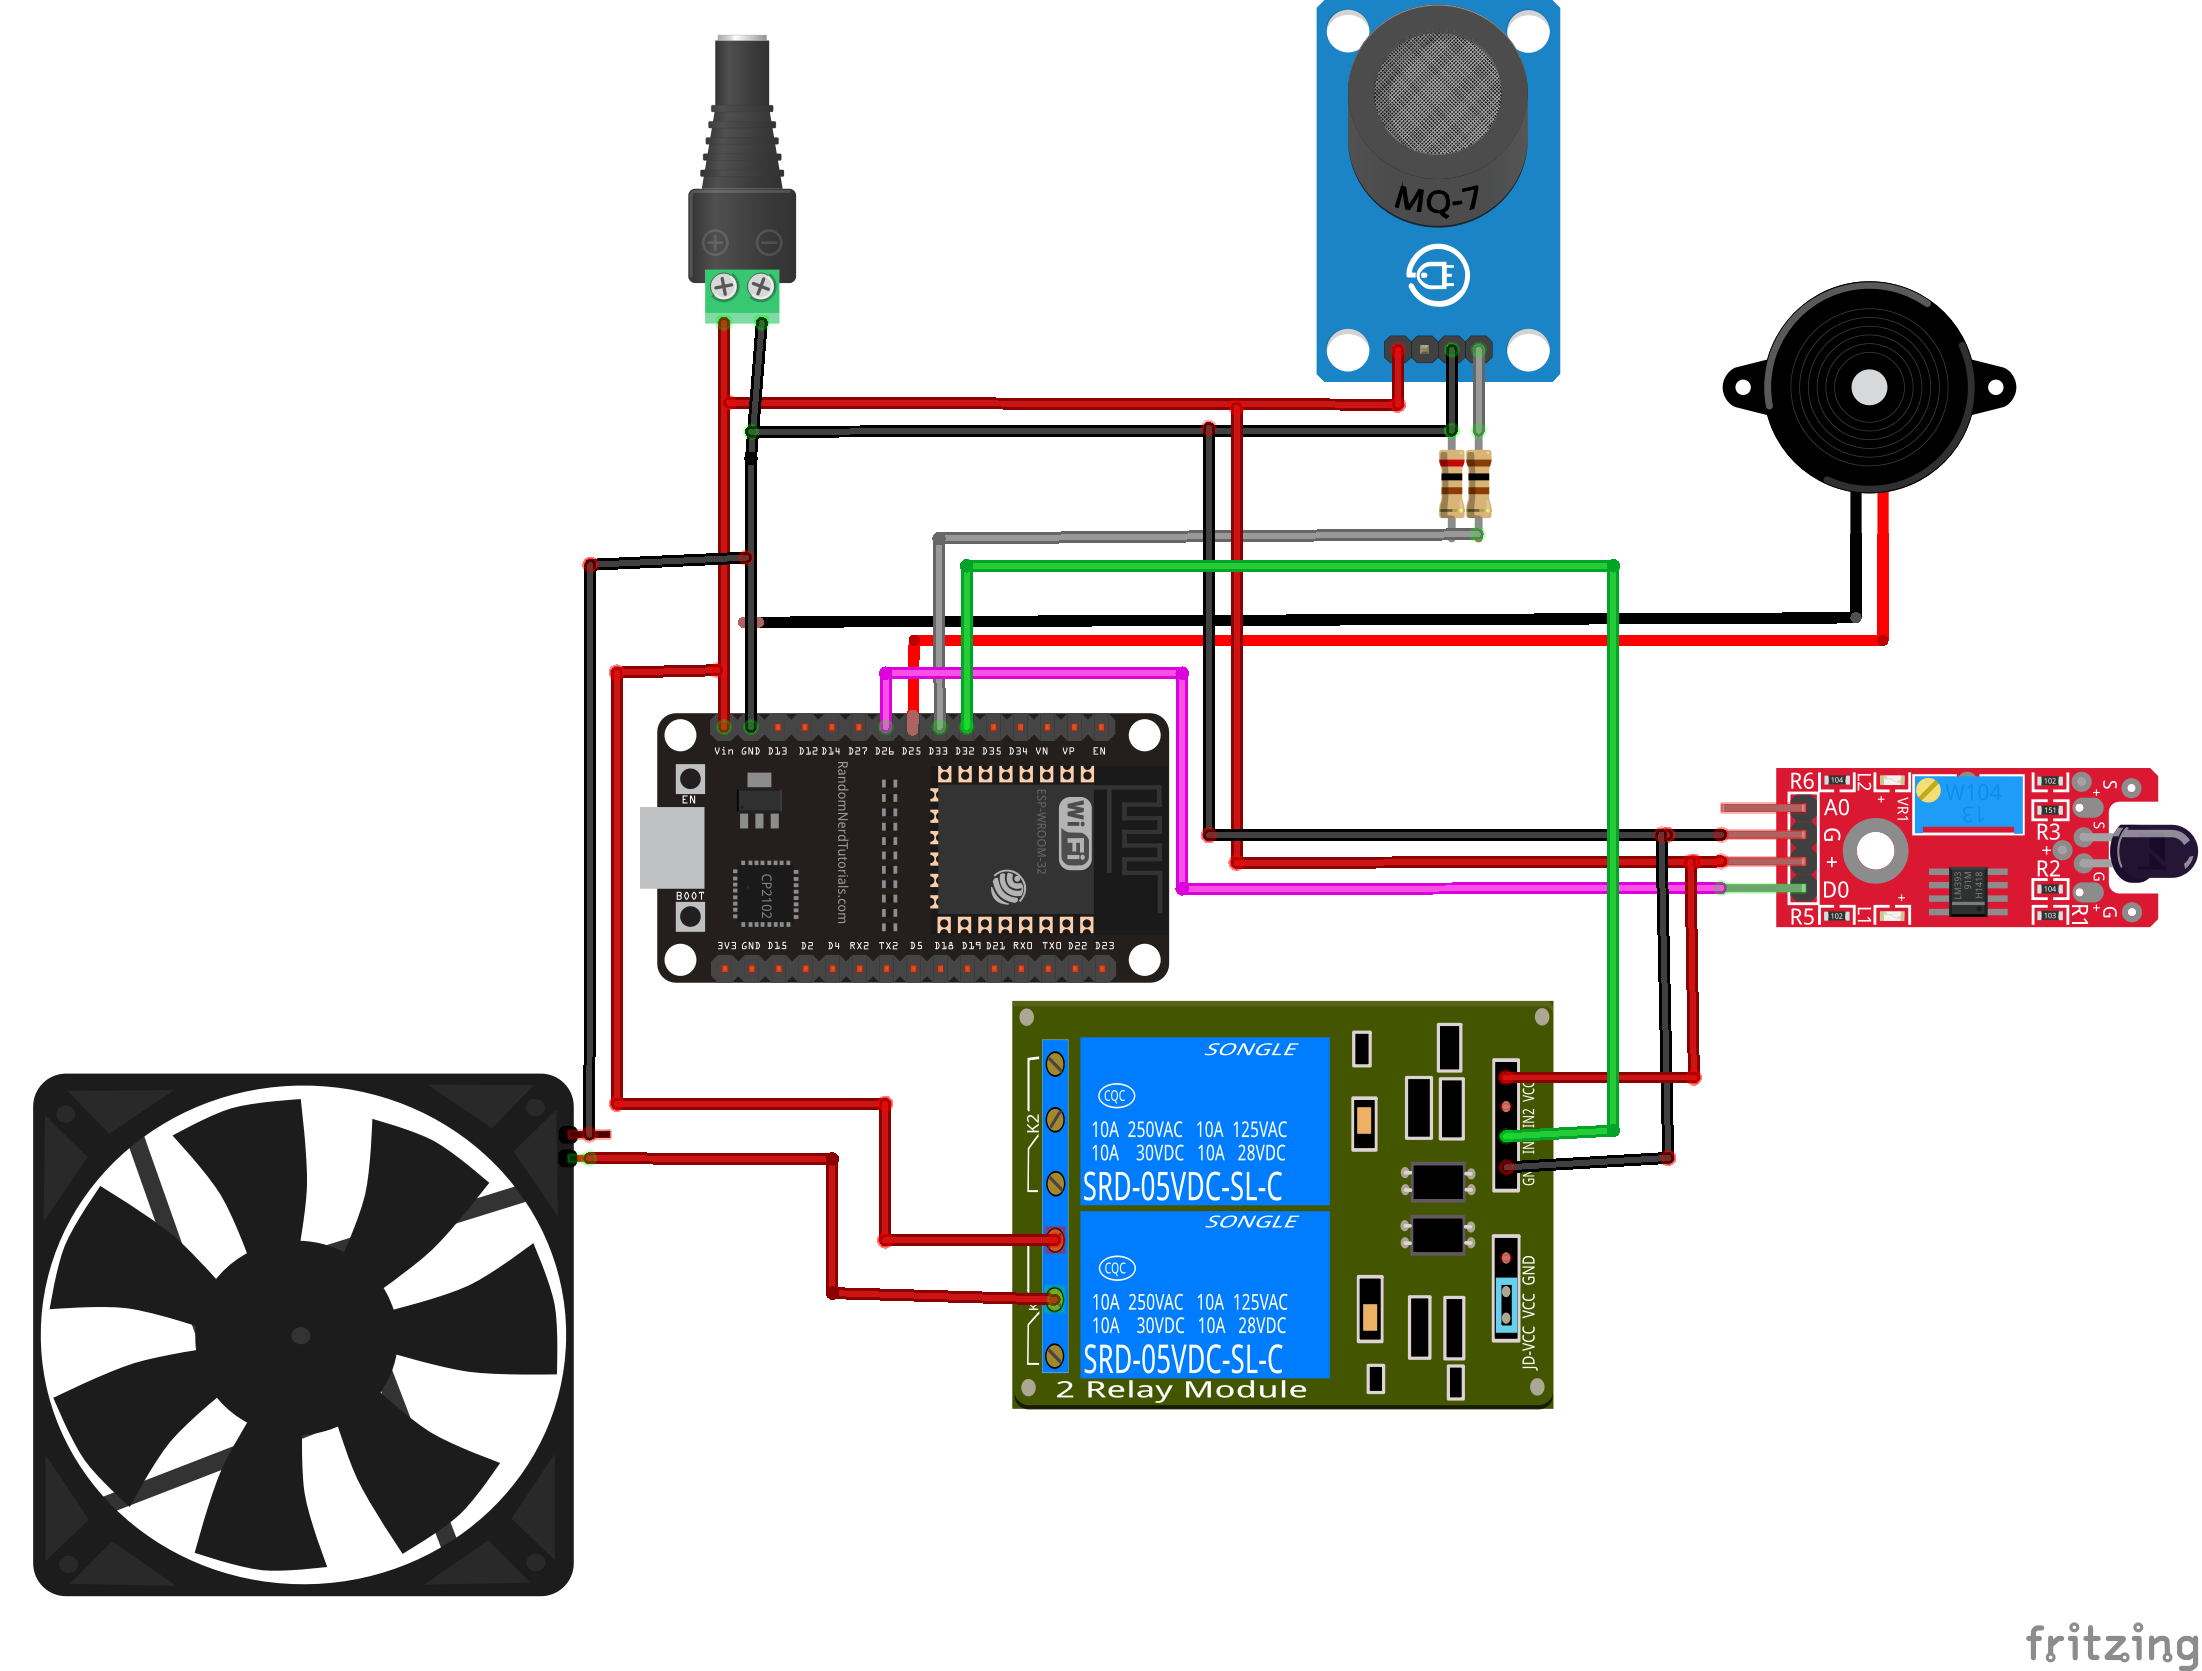 MQ-7
Vin GND D13 D12 D14 D27 D26 D25 D33 D32 D35 D34 VN VP EN
EN
RandomNerdTutorials.com
ESP-WROOM-32
WiFi
CP2102
BOOT
3V3 GND D15 D2 D4 RX2 TX2 D5 D18 D19 D21 RX0 TX0 D22 D23
R6 104 L2 + VR1 W104 13 102 + S
A0 151 S
G R3
+ + R2
D0 LM393 91M H1418 104 G
R5 102 L1 + 103 R1 + G
SONGLE
CQC
K2
10A 250VAC 10A 125VAC
10A 30VDC 10A 28VDC
SRD-05VDC-SL-C
IN2 VCC
SONGLE
CQC
10A 250VAC 10A 125VAC
10A 30VDC 10A 28VDC
SRD-05VDC-SL-C
JD-VCC VCC GND
2 Relay Module
fritzing